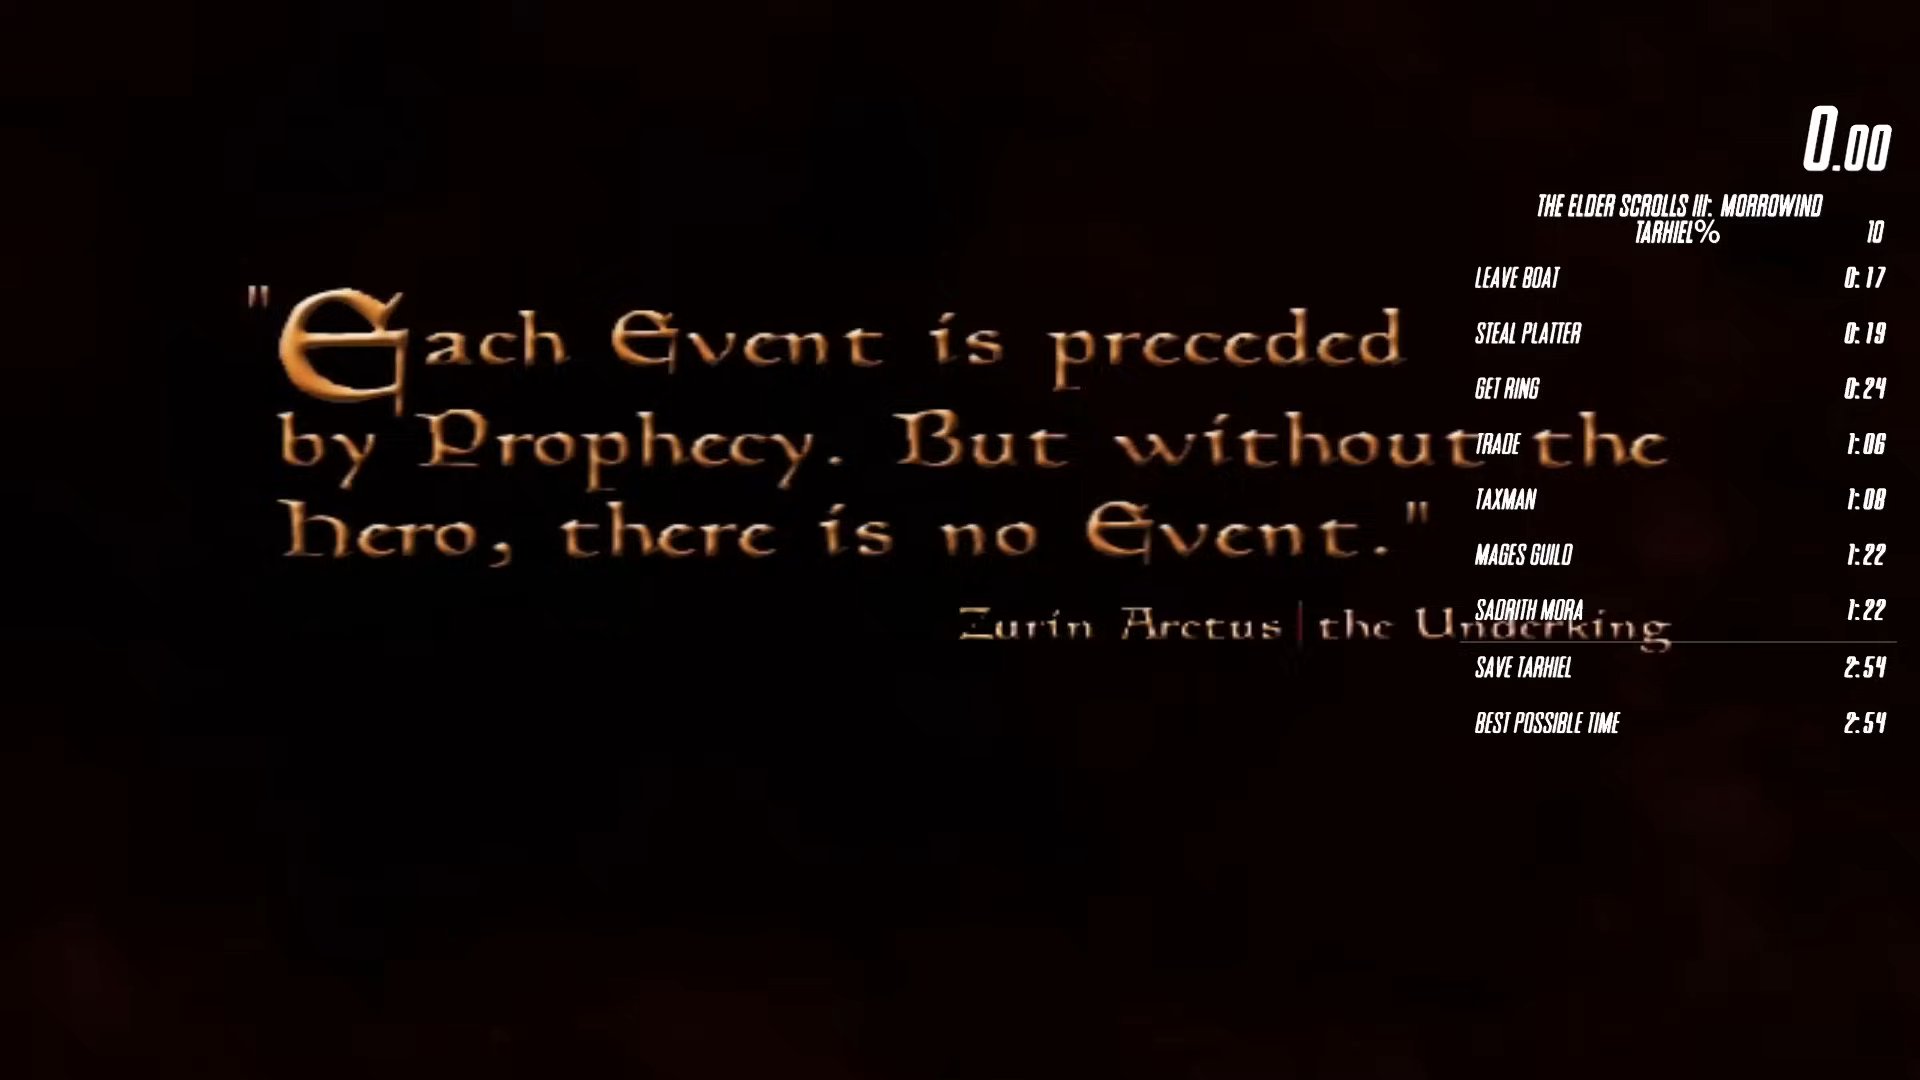 0.00
THE ELDER SCROLLS III: MORROWIND
TARHIEL% 10
LEAVE BOAT 0:17
STEAL PLATTER 0:19
GET RING 0:24
TRADE 1:06
TAXMAN 1:08
MAGES GUILD 1:22
SADRITH MORA 1:22
SAVE TARHIEL 2:54
BEST POSSIBLE TIME 2:54
"Each Event is preceded
by Prophecy. But without the
hero, there is no Event."
Zurin Arctus | the Underking